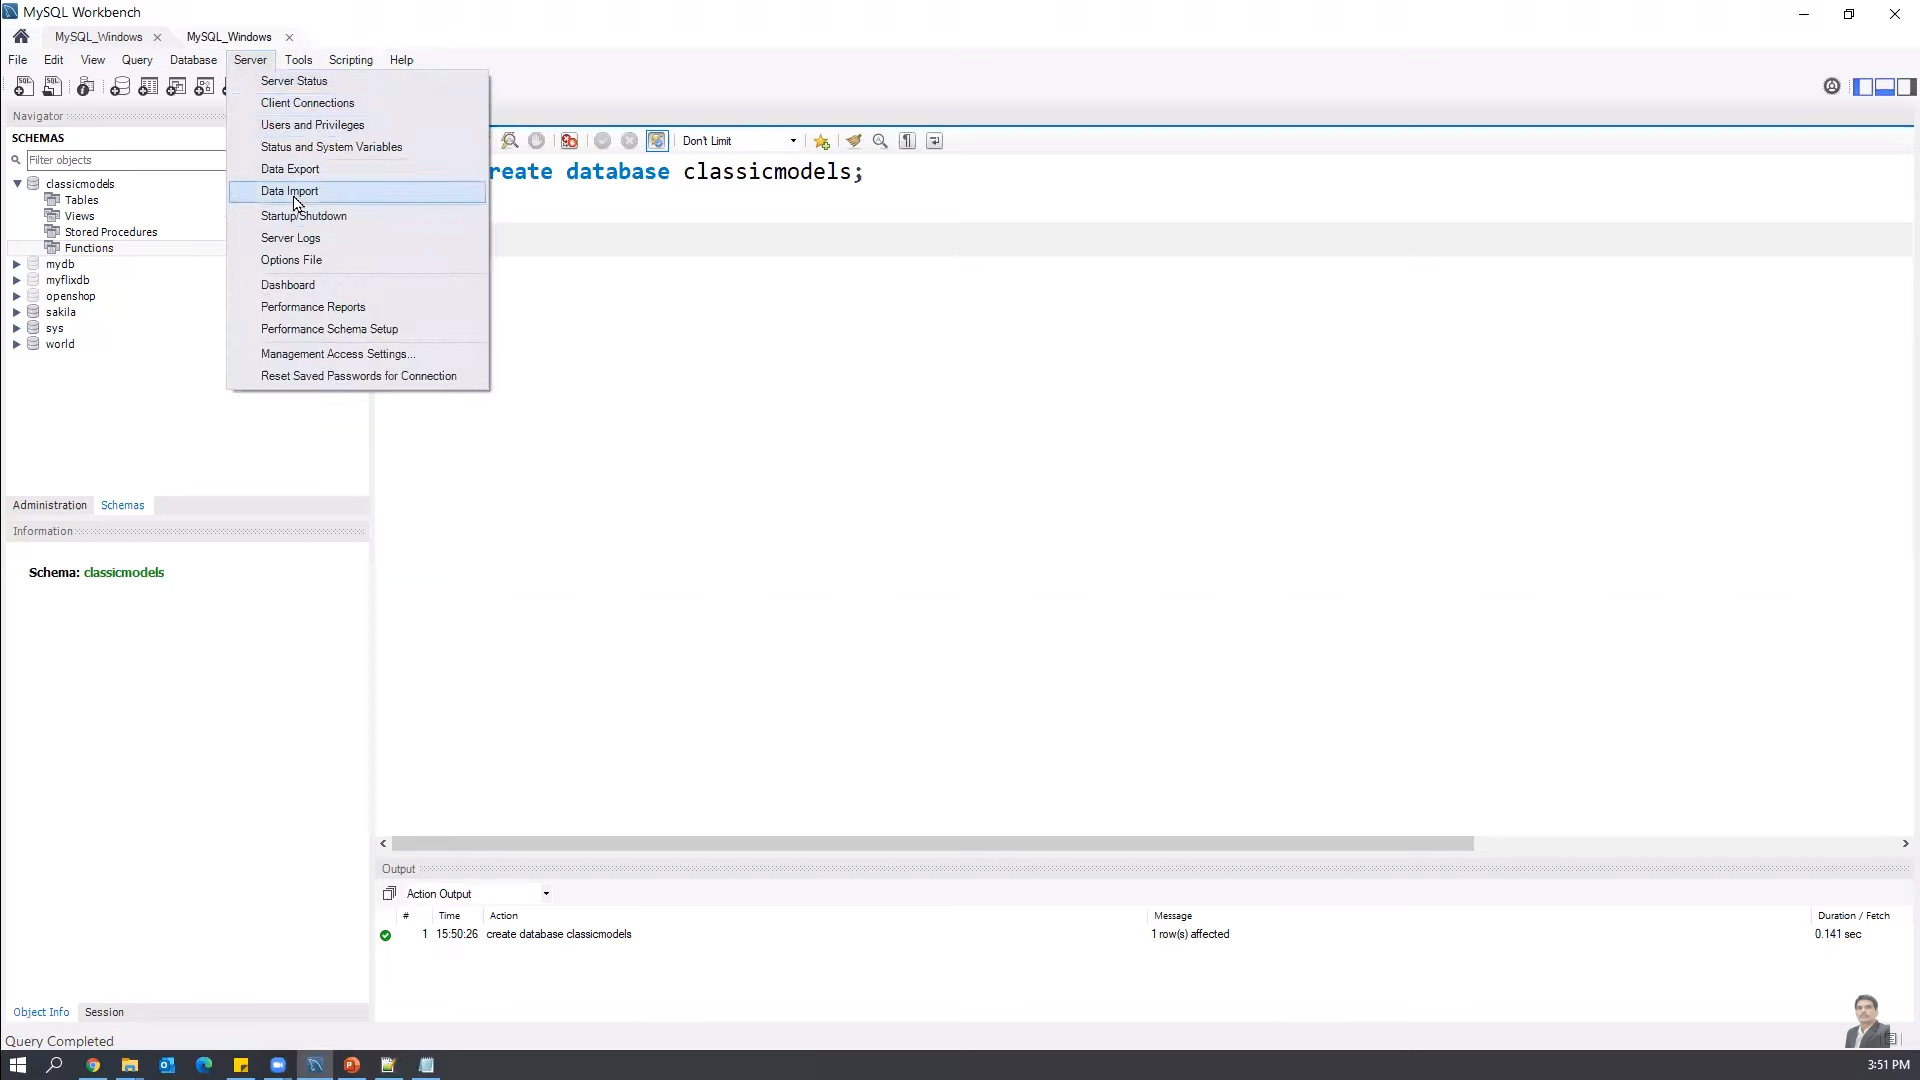 MySQL Workbench
MySQL_Windows
MySQL_Windows
File Edit View Query Database Server Tools Scripting Help
Server Status
Client Connections
Users and Privileges
Status and System Variables
Data Export
Data Import
Startup/Shutdown
Server Logs
Options File
Dashboard
Performance Reports
Performance Schema Setup
Management Access Settings...
Reset Saved Passwords for Connection
Navigator
SCHEMAS
Filter objects
classicmodels
Tables
Views
Stored Procedures
Functions
mydb
myflixdb
openshop
sakila
sys
world
Don't Limit
reate database classicmodels;
Administration Schemas
Information
Schema: classicmodels
Output
Action Output
# Time Action Message Duration / Fetch
1 15:50:26 create database classicmodels 1 row(s) affected 0.141 sec
Object Info Session
Query Completed
3:51 PM